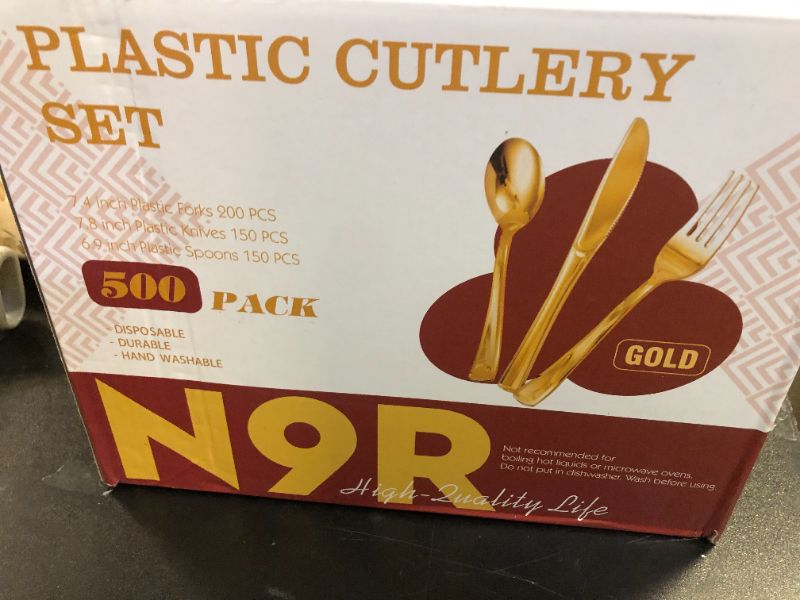 PLASTIC CUTLERY
SET
7.4 inch Plastic Forks 200 PCS
7.8 inch Plastic Knives 150 PCS
6.9 inch Plastic Spoons 150 PCS
500 PACK
- DISPOSABLE
- DURABLE
- HAND WASHABLE
GOLD
N9R
High-Quality Life
Not recommended for
boiling hot liquids or microwave ovens.
Do not put in dishwasher. Wash before using.